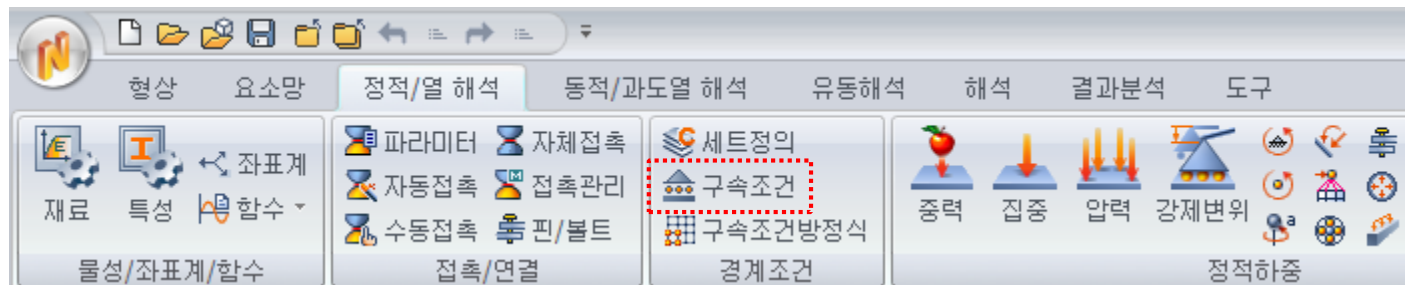 형상 요소망 정적/열 해석 동적/과도열 해석 유동해석 해석 결과분석 도구
파라미터 자체접촉 세트정의
좌표계
자동접촉 접촉관리 구속조건
재료 특성 함수 중력 집중 압력 강제변위
수동접촉 핀/볼트 구속조건방정식
물성/좌표계/함수 접촉/연결 경계조건 정적하중